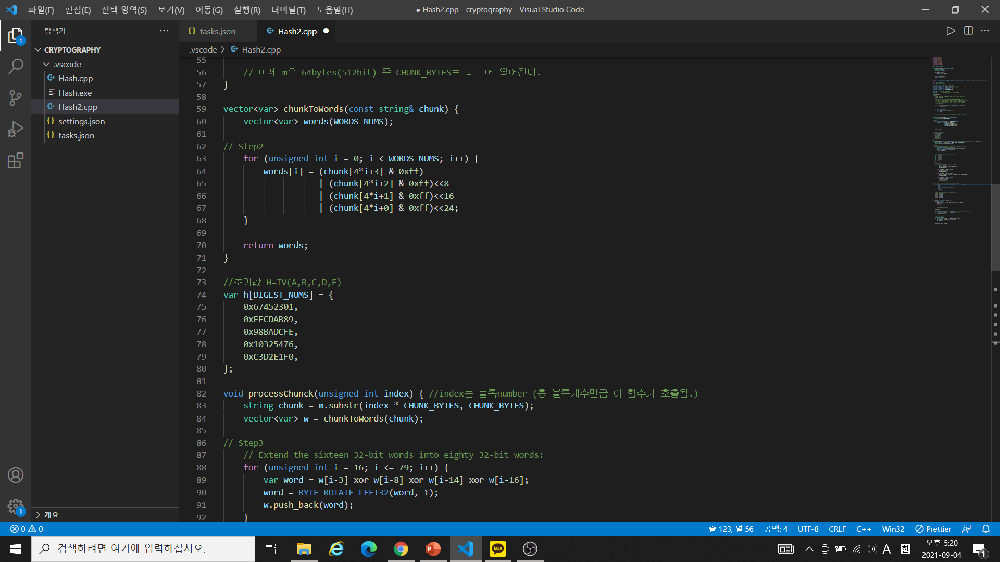 파일(F) 편집(E) 선택 영역(S) 보기(V) 이동(G) 실행(R) 터미널(T) 도움말(H)
● Hash2.cpp - cryptography - Visual Studio Code
탐색기
CRYPTOGRAPHY
.vscode
Hash.cpp
Hash.exe
Hash2.cpp
settings.json
tasks.json
개요
tasks.json
Hash2.cpp
.vscode > Hash2.cpp
55
56 // 이제 m은 64bytes(512bit) 즉 CHUNK_BYTES로 나누어 떨어진다.
57 }
58
59 vector<var> chunkToWords(const string& chunk) {
60 vector<var> words(WORDS_NUMS);
61
62 // Step2
63 for (unsigned int i = 0; i < WORDS_NUMS; i++) {
64 words[i] = (chunk[4*i+3] & 0xff)
65 | (chunk[4*i+2] & 0xff)<<8
66 | (chunk[4*i+1] & 0xff)<<16
67 | (chunk[4*i+0] & 0xff)<<24;
68 }
69
70 return words;
71 }
72
73 //초기값 H=IV(A,B,C,D,E)
74 var h[DIGEST_NUMS] = {
75 0x67452301,
76 0xEFCDAB89,
77 0x98BADCFE,
78 0x10325476,
79 0xC3D2E1F0,
80 };
81
82 void processChunck(unsigned int index) { //index는 블록number (총 블록개수만큼 이 함수가 호출됨.)
83 string chunk = m.substr(index * CHUNK_BYTES, CHUNK_BYTES);
84 vector<var> w = chunkToWords(chunk);
85
86 // Step3
87 // Extend the sixteen 32-bit words into eighty 32-bit words:
88 for (unsigned int i = 16; i <= 79; i++) {
89 var word = w[i-3] xor w[i-8] xor w[i-14] xor w[i-16];
90 word = BYTE_ROTATE_LEFT32(word, 1);
91 w.push_back(word);
92 }
0 0
줄 123, 열 56 공백: 4 UTF-8 CRLF C++ Win32 Prettier
검색하려면 여기에 입력하십시오.
TALK
A 한
오후 5:20
2021-09-04
1